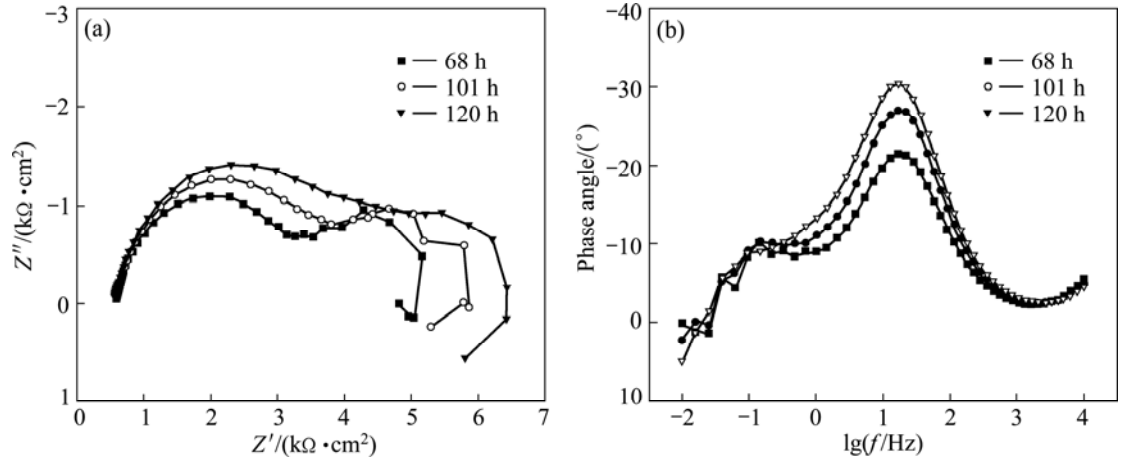 (a)
68 h
101 h
120 h
−3
−2
−1
0
1
Z″/(kΩ•cm²)
0 1 2 3 4 5 6 7
Z′/(kΩ•cm²)
(b)
68 h
101 h
120 h
−40
−30
−20
−10
0
10
Phase angle/(°)
−2 −1 0 1 2 3 4
lg(f/Hz)